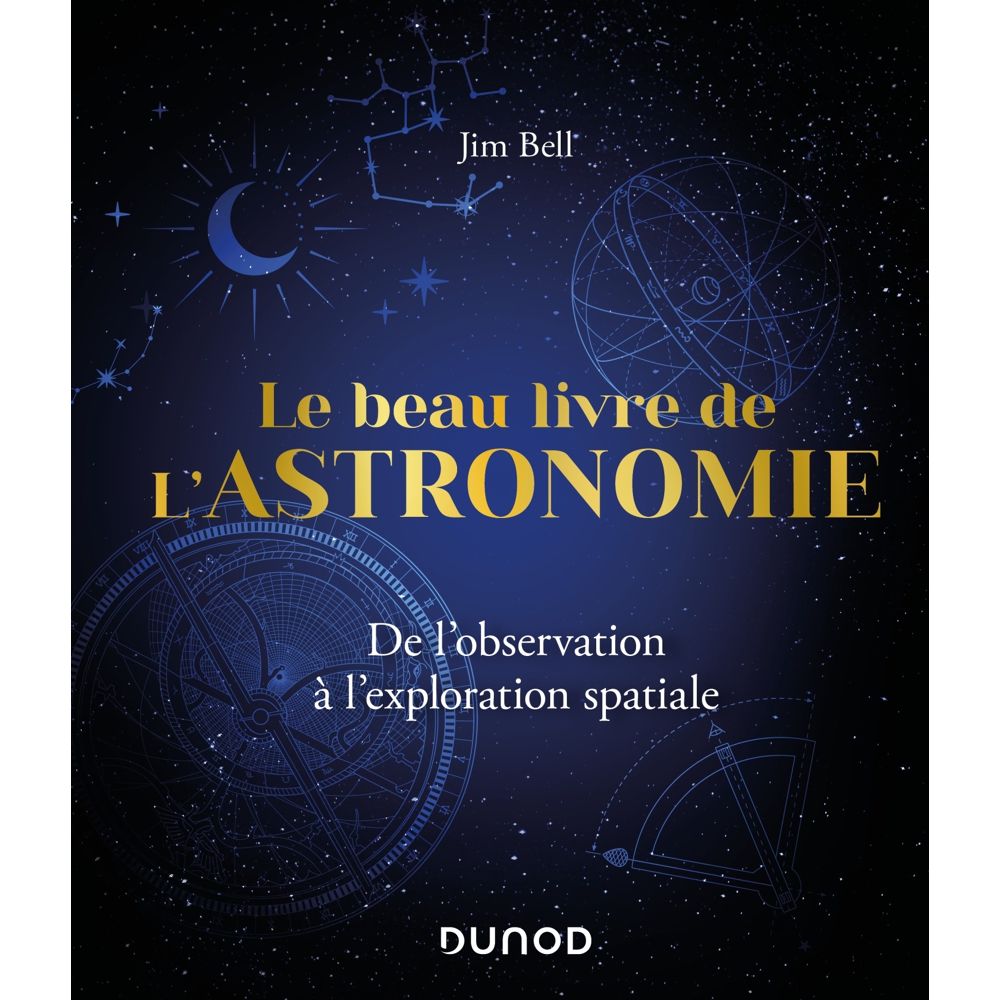 Jim Bell
Le beau livre de
L'ASTRONOMIE
De l'observation
à l'exploration spatiale
DUNOD